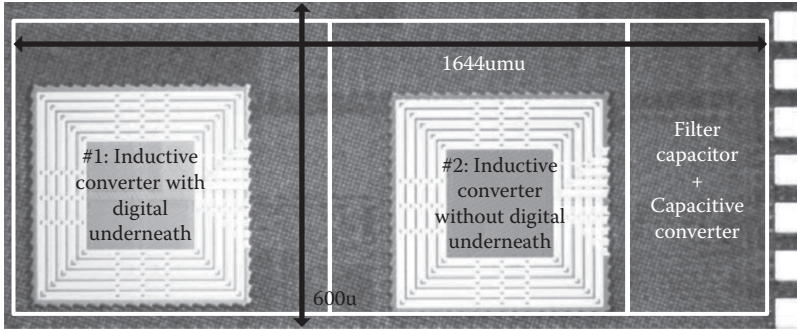 1644umu
#1: Inductive
converter with
digital
underneath
#2: Inductive
converter
without digital
underneath
Filter
capacitor
+
Capacitive
converter
600u